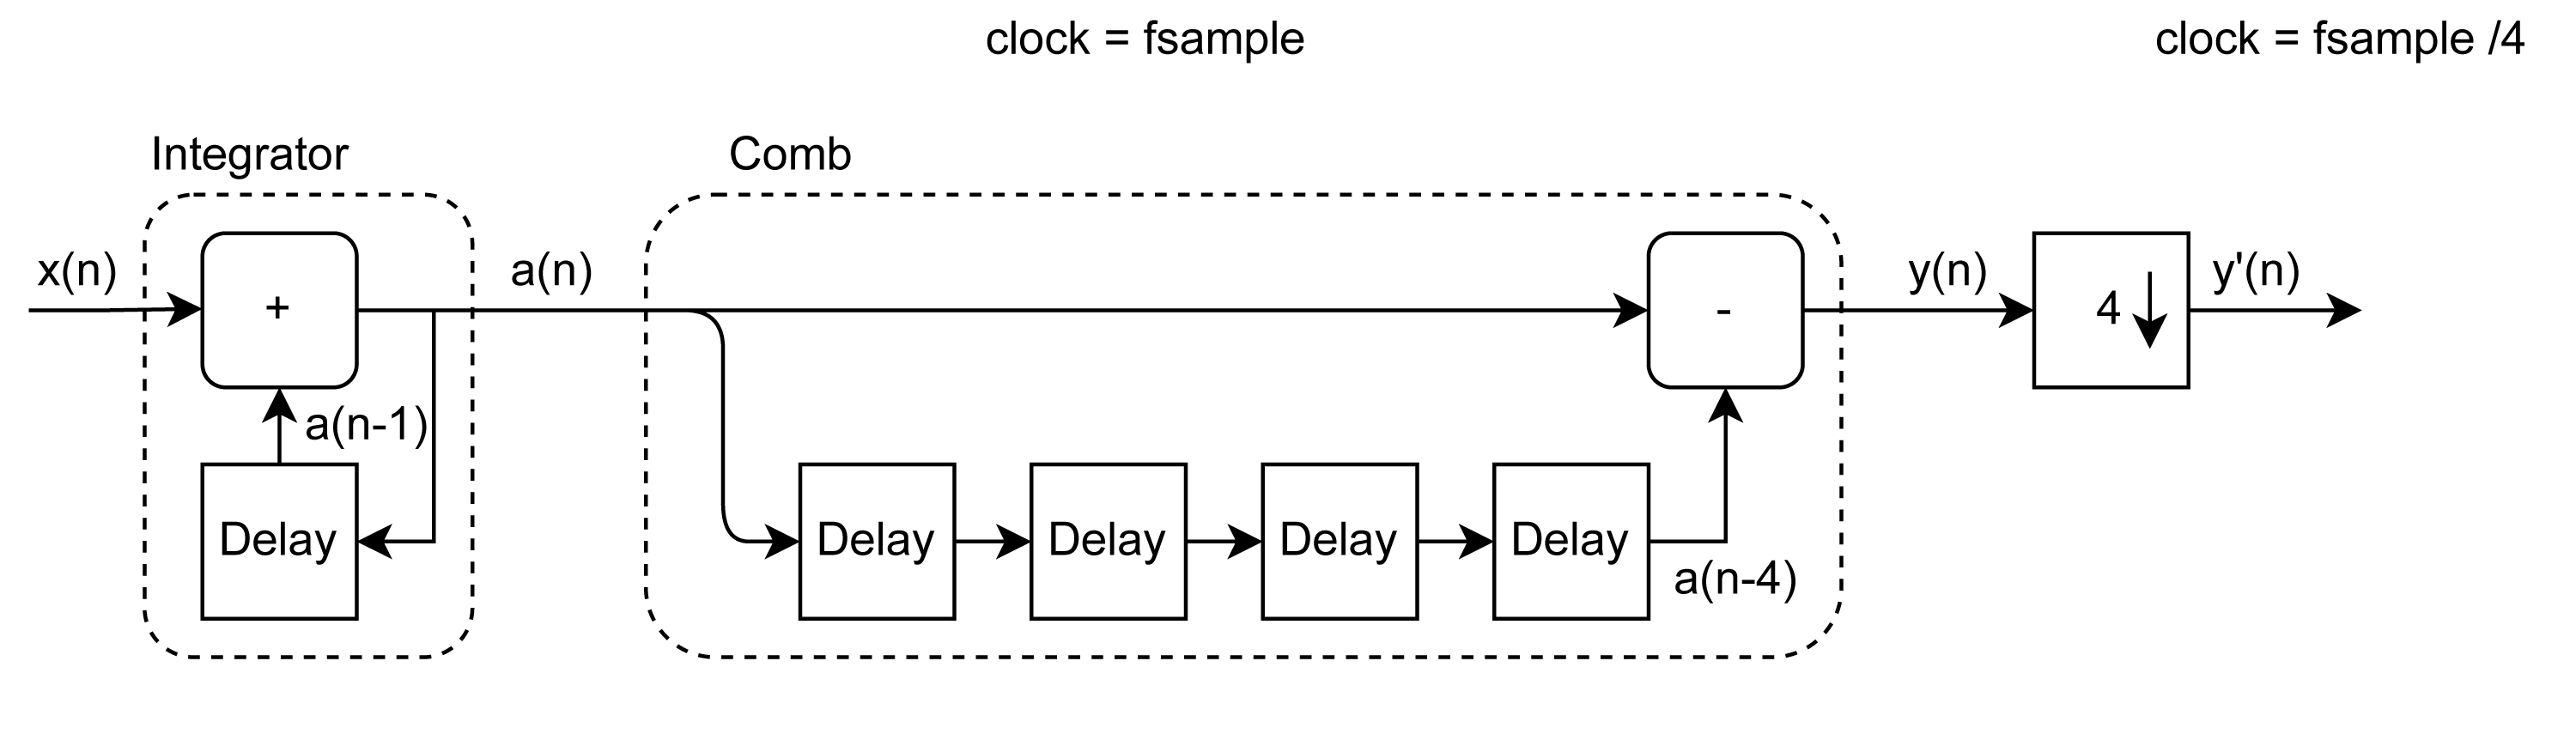 clock = fsample
clock = fsample /4
Integrator
Comb
x(n)
+
a(n)
-
y(n)
4
y'(n)
a(n-1)
Delay
Delay
Delay
Delay
Delay
a(n-4)